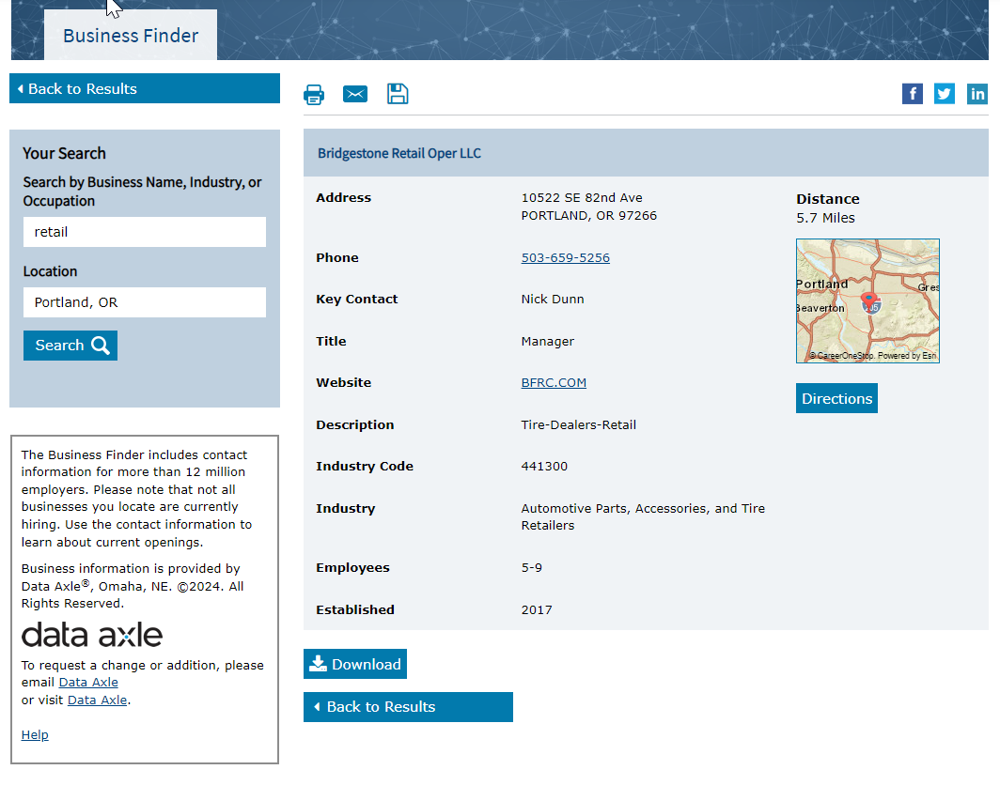 Business Finder
Back to Results
Your Search
Search by Business Name, Industry, or
Occupation
retail
Location
Portland, OR
Search
The Business Finder includes contact
information for more than 12 million
employers. Please note that not all
businesses you locate are currently
hiring. Use the contact information to
learn about current openings.
Business information is provided by
Data Axle®, Omaha, NE. ©2024. All
Rights Reserved.
data axle
To request a change or addition, please
email Data Axle
or visit Data Axle.
Help
f
in
Bridgestone Retail Oper LLC
Address 10522 SE 82nd Ave
PORTLAND, OR 97266
Phone 503-659-5256
Key Contact Nick Dunn
Title Manager
Website BFRC.COM
Description Tire-Dealers-Retail
Industry Code 441300
Industry Automotive Parts, Accessories, and Tire
Retailers
Employees 5-9
Established 2017
Distance
5.7 Miles
Portland
Gres
Beaverton
© CareerOneStop. Powered by Esri
Directions
Download
Back to Results